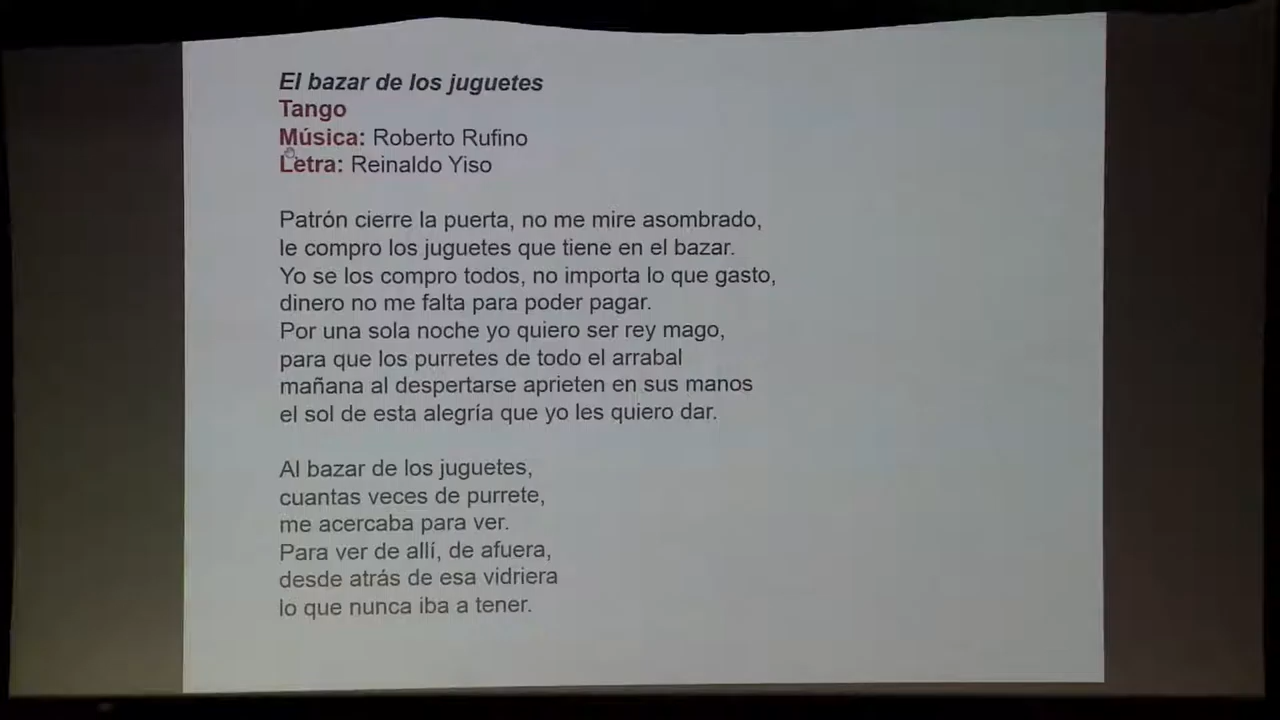 El bazar de los juguetes
Tango
Música: Roberto Rufino
Letra: Reinaldo Yiso
Patrón cierre la puerta, no me mire asombrado,
le compro los juguetes que tiene en el bazar.
Yo se los compro todos, no importa lo que gasto,
dinero no me falta para poder pagar.
Por una sola noche yo quiero ser rey mago,
para que los purretes de todo el arrabal
mañana al despertarse aprieten en sus manos
el sol de esta alegría que yo les quiero dar.
Al bazar de los juguetes,
cuantas veces de purrete,
me acercaba para ver.
Para ver de allí, de afuera,
desde atrás de esa vidriera
lo que nunca iba a tener.